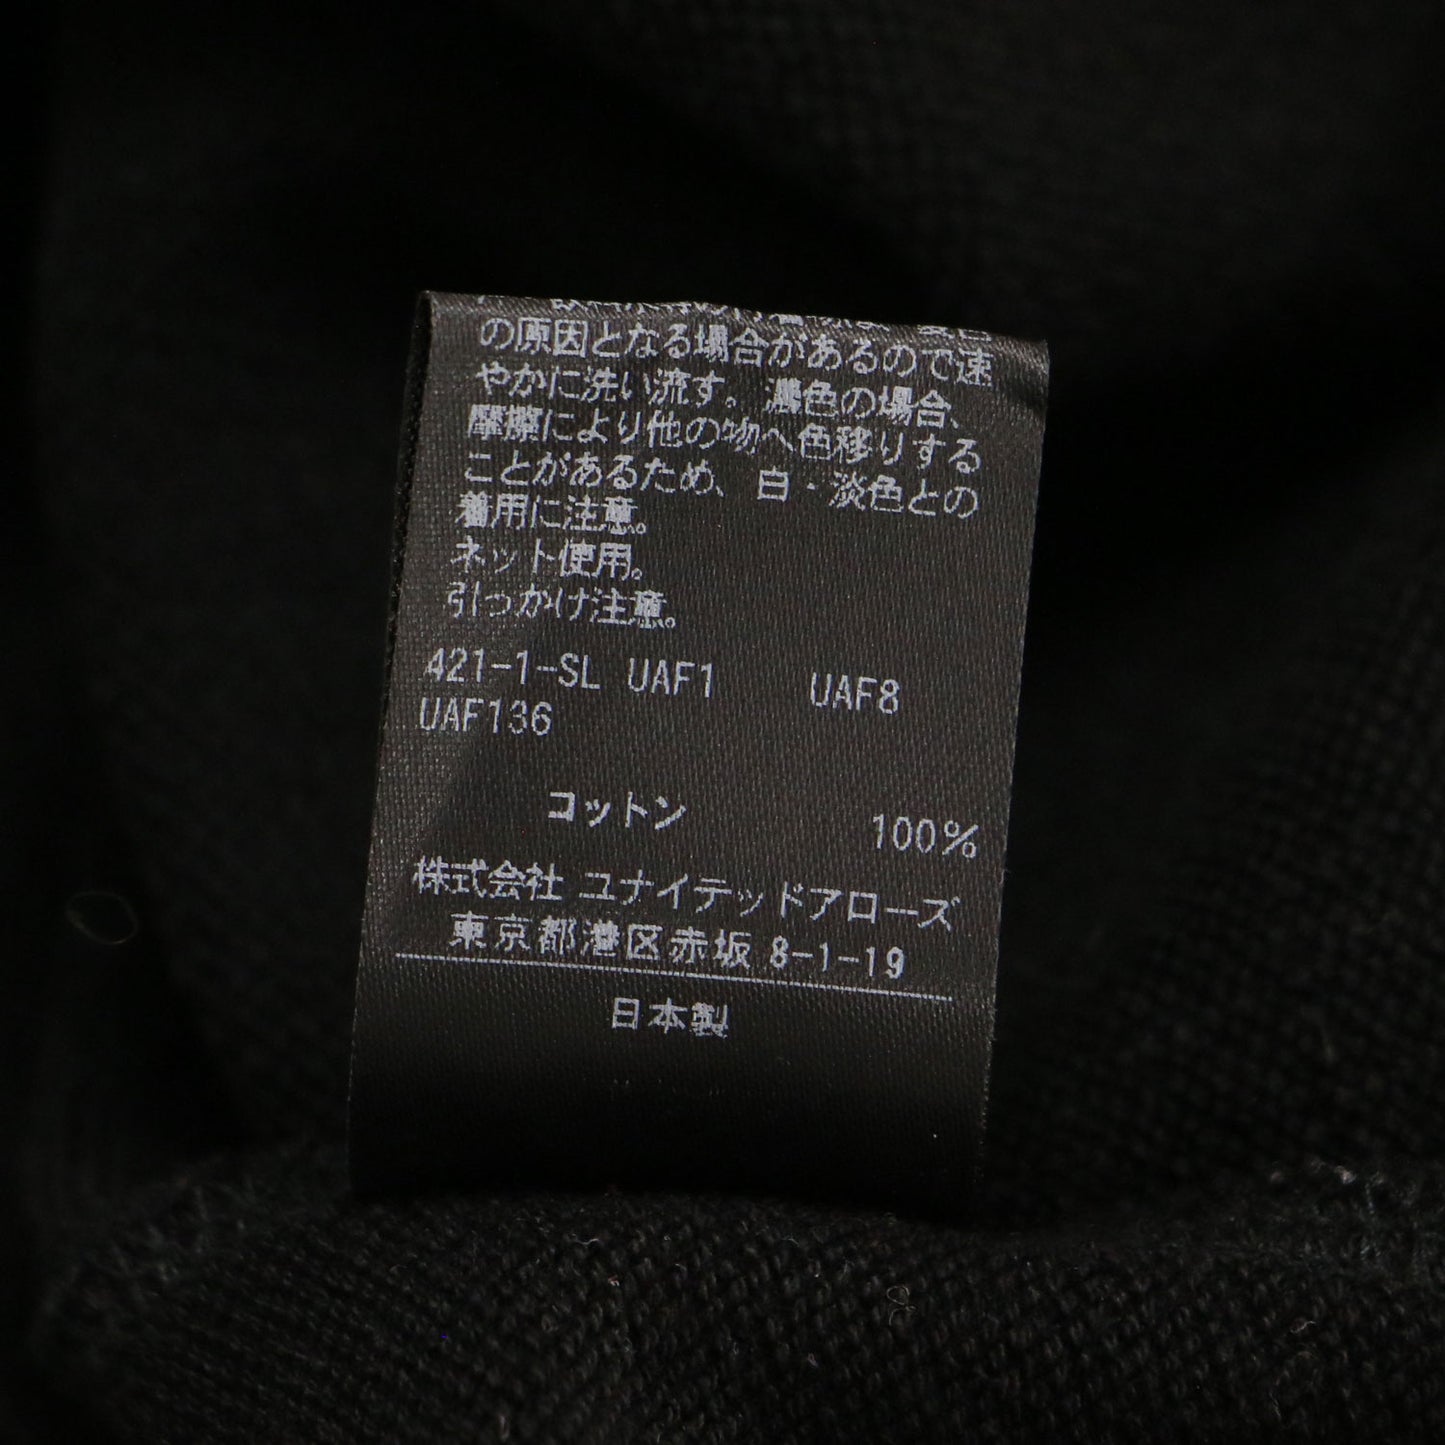 の原因となる場合があるので速
やかに洗い流す。濃色の場合、
摩擦により他の物へ色移りする
ことがあるため、白・淡色との
着用に注意。
ネット使用。
引っかけ注意。
421-1-SL UAF1 UAF8
UAF136
コットン 100%
株式会社 ユナイテッドアローズ
東京都港区赤坂 8-1-19
日本製